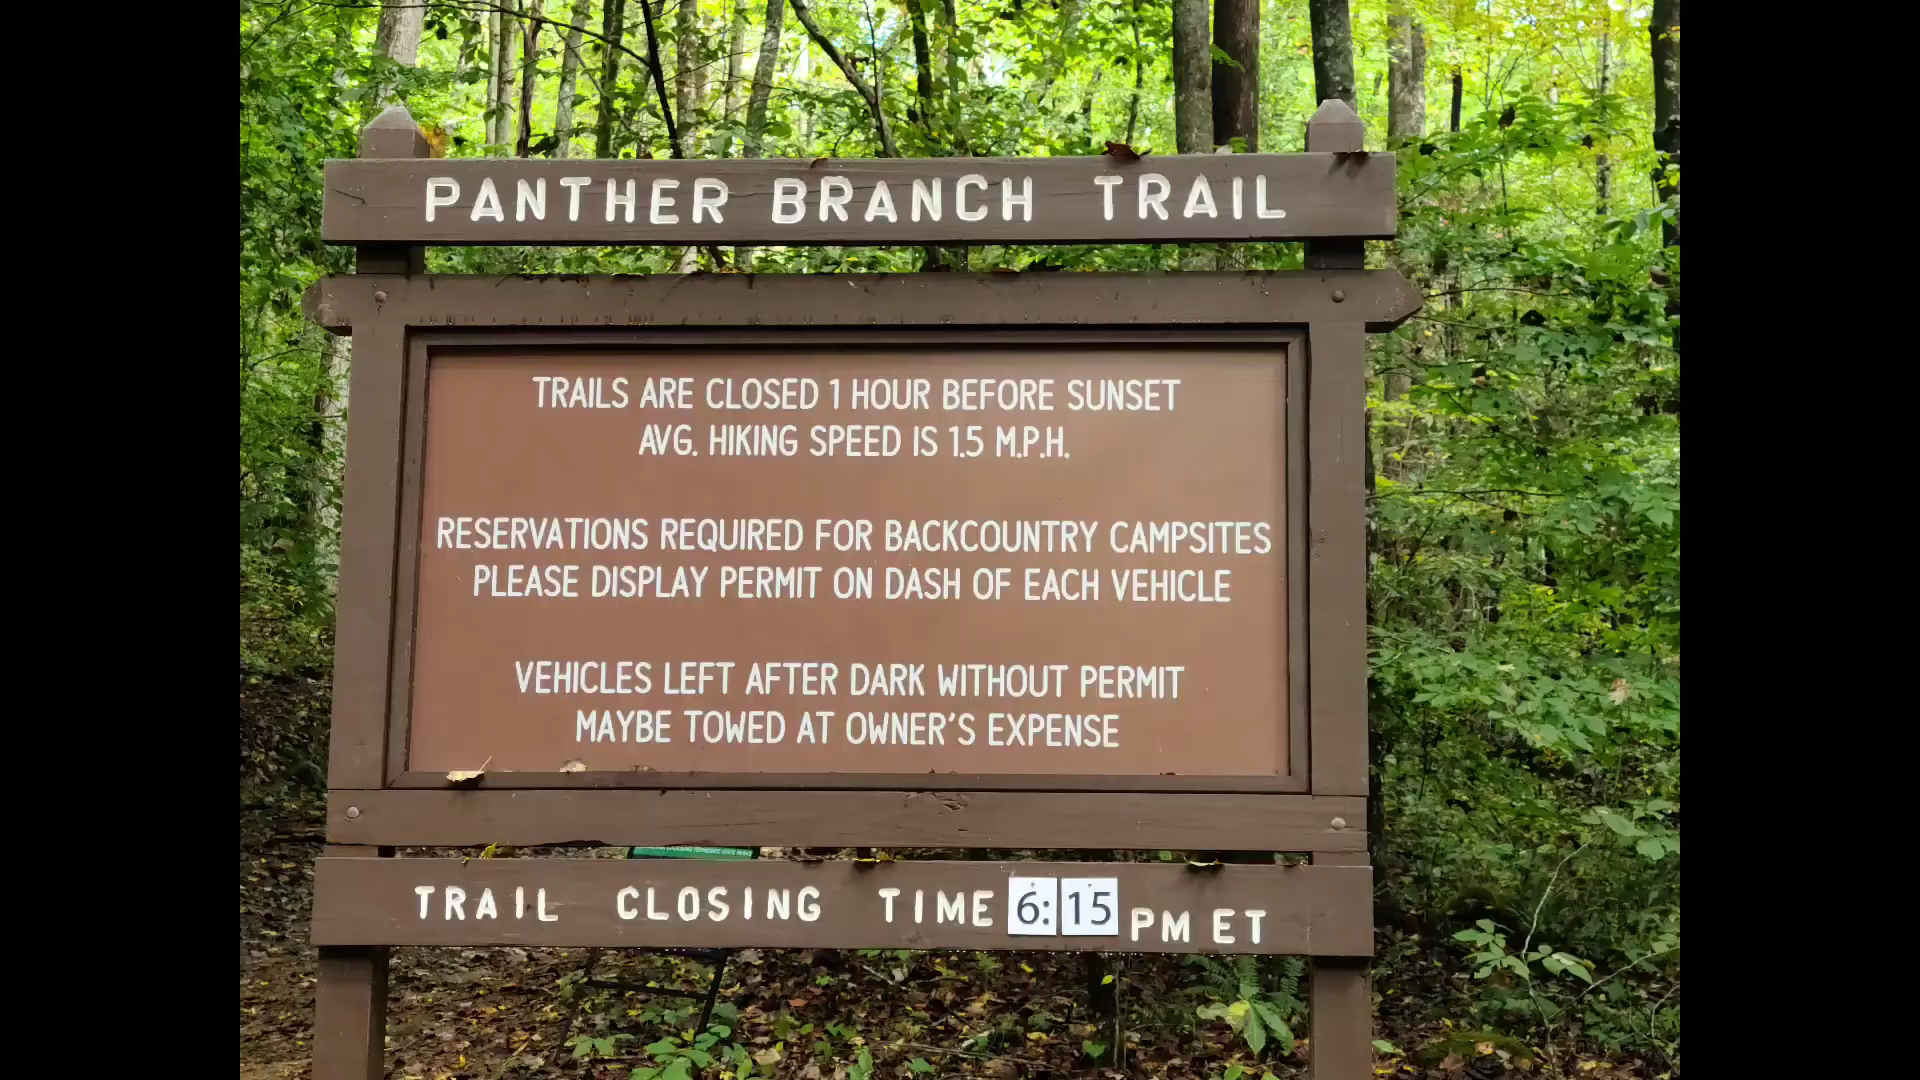 PANTHER BRANCH TRAIL
TRAILS ARE CLOSED 1 HOUR BEFORE SUNSET
AVG. HIKING SPEED IS 1.5 M.P.H.
RESERVATIONS REQUIRED FOR BACKCOUNTRY CAMPSITES
PLEASE DISPLAY PERMIT ON DASH OF EACH VEHICLE
VEHICLES LEFT AFTER DARK WITHOUT PERMIT
MAYBE TOWED AT OWNER'S EXPENSE
TRAIL CLOSING TIME 6:15 PM ET